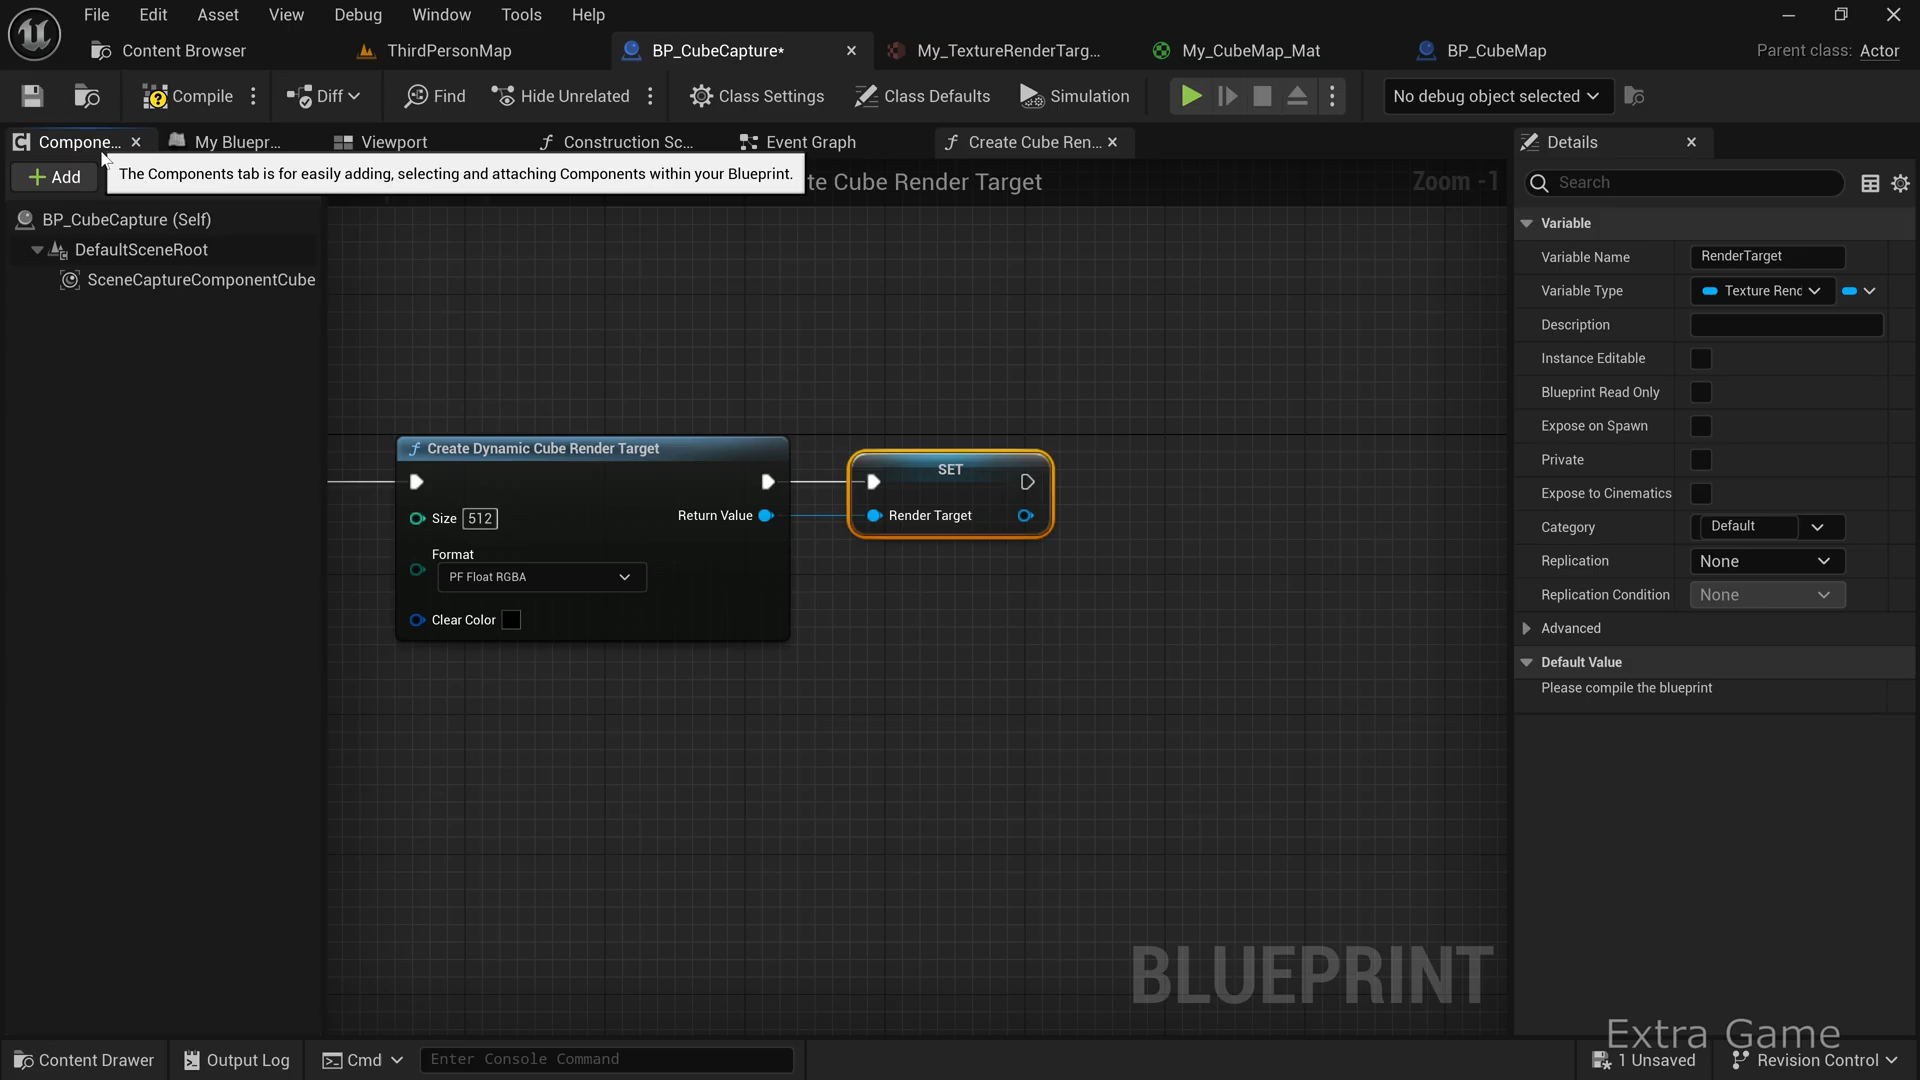 File Edit Asset View Debug Window Tools Help
Content Browser ThirdPersonMap BP_CubeCapture* My_TextureRenderTarg... My_CubeMap_Mat BP_CubeMap Parent class: Actor
Compile Diff Find Hide Unrelated Class Settings Class Defaults Simulation No debug object selected
Compone... My Bluepr... Viewport Construction Sc... Event Graph Create Cube Ren... Details
Add The Components tab is for easily adding, selecting and attaching Components within your Blueprint. te Cube Render Target Zoom -1 Search
BP_CubeCapture (Self)
DefaultSceneRoot
SceneCaptureComponentCube
Create Dynamic Cube Render Target
Size 512
Return Value
Format
PF Float RGBA
Clear Color
SET
Render Target
BLUEPRINT
Variable
Variable Name RenderTarget
Variable Type Texture Renc
Description
Instance Editable
Blueprint Read Only
Expose on Spawn
Private
Expose to Cinematics
Category Default
Replication None
Replication Condition None
Advanced
Default Value
Please compile the blueprint
Extra Game
Content Drawer Output Log Cmd Enter Console Command 1 Unsaved Revision Control